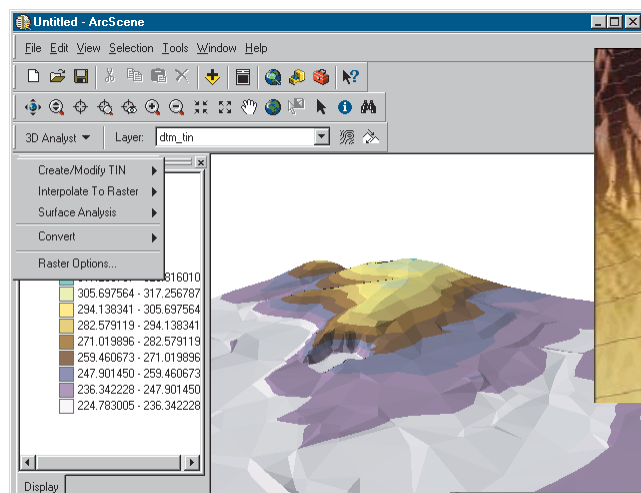 Untitled - ArcScene
File Edit View Selection Tools Window Help
3D Analyst Layer: dtm_tin
Create/Modify TIN
Interpolate To Raster
Surface Analysis
Convert
Raster Options...
816010
305.697564 - 317.256787
294.138341 - 305.697564
282.579119 - 294.138341
271.019896 - 282.579119
259.460673 - 271.019896
247.901450 - 259.460673
236.342228 - 247.901450
224.783005 - 236.342228
Display